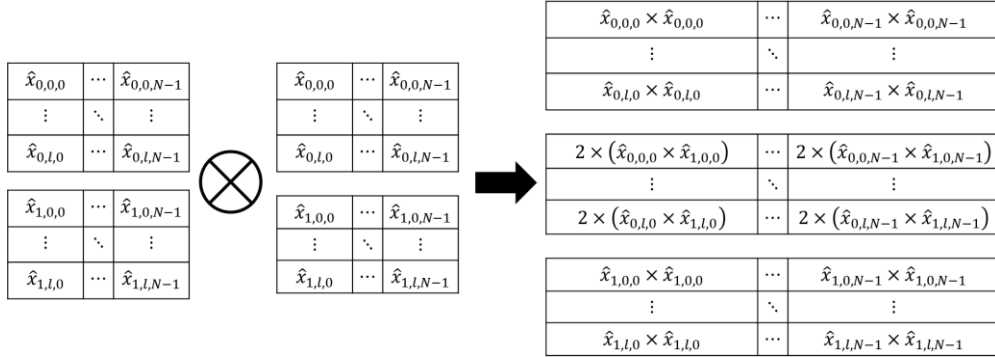 x̂₀,₀,₀ ⋯ x̂₀,₀,N−1
⋮ ⋱ ⋮
x̂₀,l,₀ ⋯ x̂₀,l,N−1
x̂₁,₀,₀ ⋯ x̂₁,₀,N−1
⋮ ⋱ ⋮
x̂₁,l,₀ ⋯ x̂₁,l,N−1
⊗
x̂₀,₀,₀ ⋯ x̂₀,₀,N−1
⋮ ⋱ ⋮
x̂₀,l,₀ ⋯ x̂₀,l,N−1
x̂₁,₀,₀ ⋯ x̂₁,₀,N−1
⋮ ⋱ ⋮
x̂₁,l,₀ ⋯ x̂₁,l,N−1
x̂₀,₀,₀ × x̂₀,₀,₀ ⋯ x̂₀,₀,N−1 × x̂₀,₀,N−1
⋮ ⋱ ⋮
x̂₀,l,₀ × x̂₀,l,₀ ⋯ x̂₀,l,N−1 × x̂₀,l,N−1
2 × (x̂₀,₀,₀ × x̂₁,₀,₀) ⋯ 2 × (x̂₀,₀,N−1 × x̂₁,₀,N−1)
⋮ ⋱ ⋮
2 × (x̂₀,l,₀ × x̂₁,l,₀) ⋯ 2 × (x̂₀,l,N−1 × x̂₁,l,N−1)
x̂₁,₀,₀ × x̂₁,₀,₀ ⋯ x̂₁,₀,N−1 × x̂₁,₀,N−1
⋮ ⋱ ⋮
x̂₁,l,₀ × x̂₁,l,₀ ⋯ x̂₁,l,N−1 × x̂₁,l,N−1